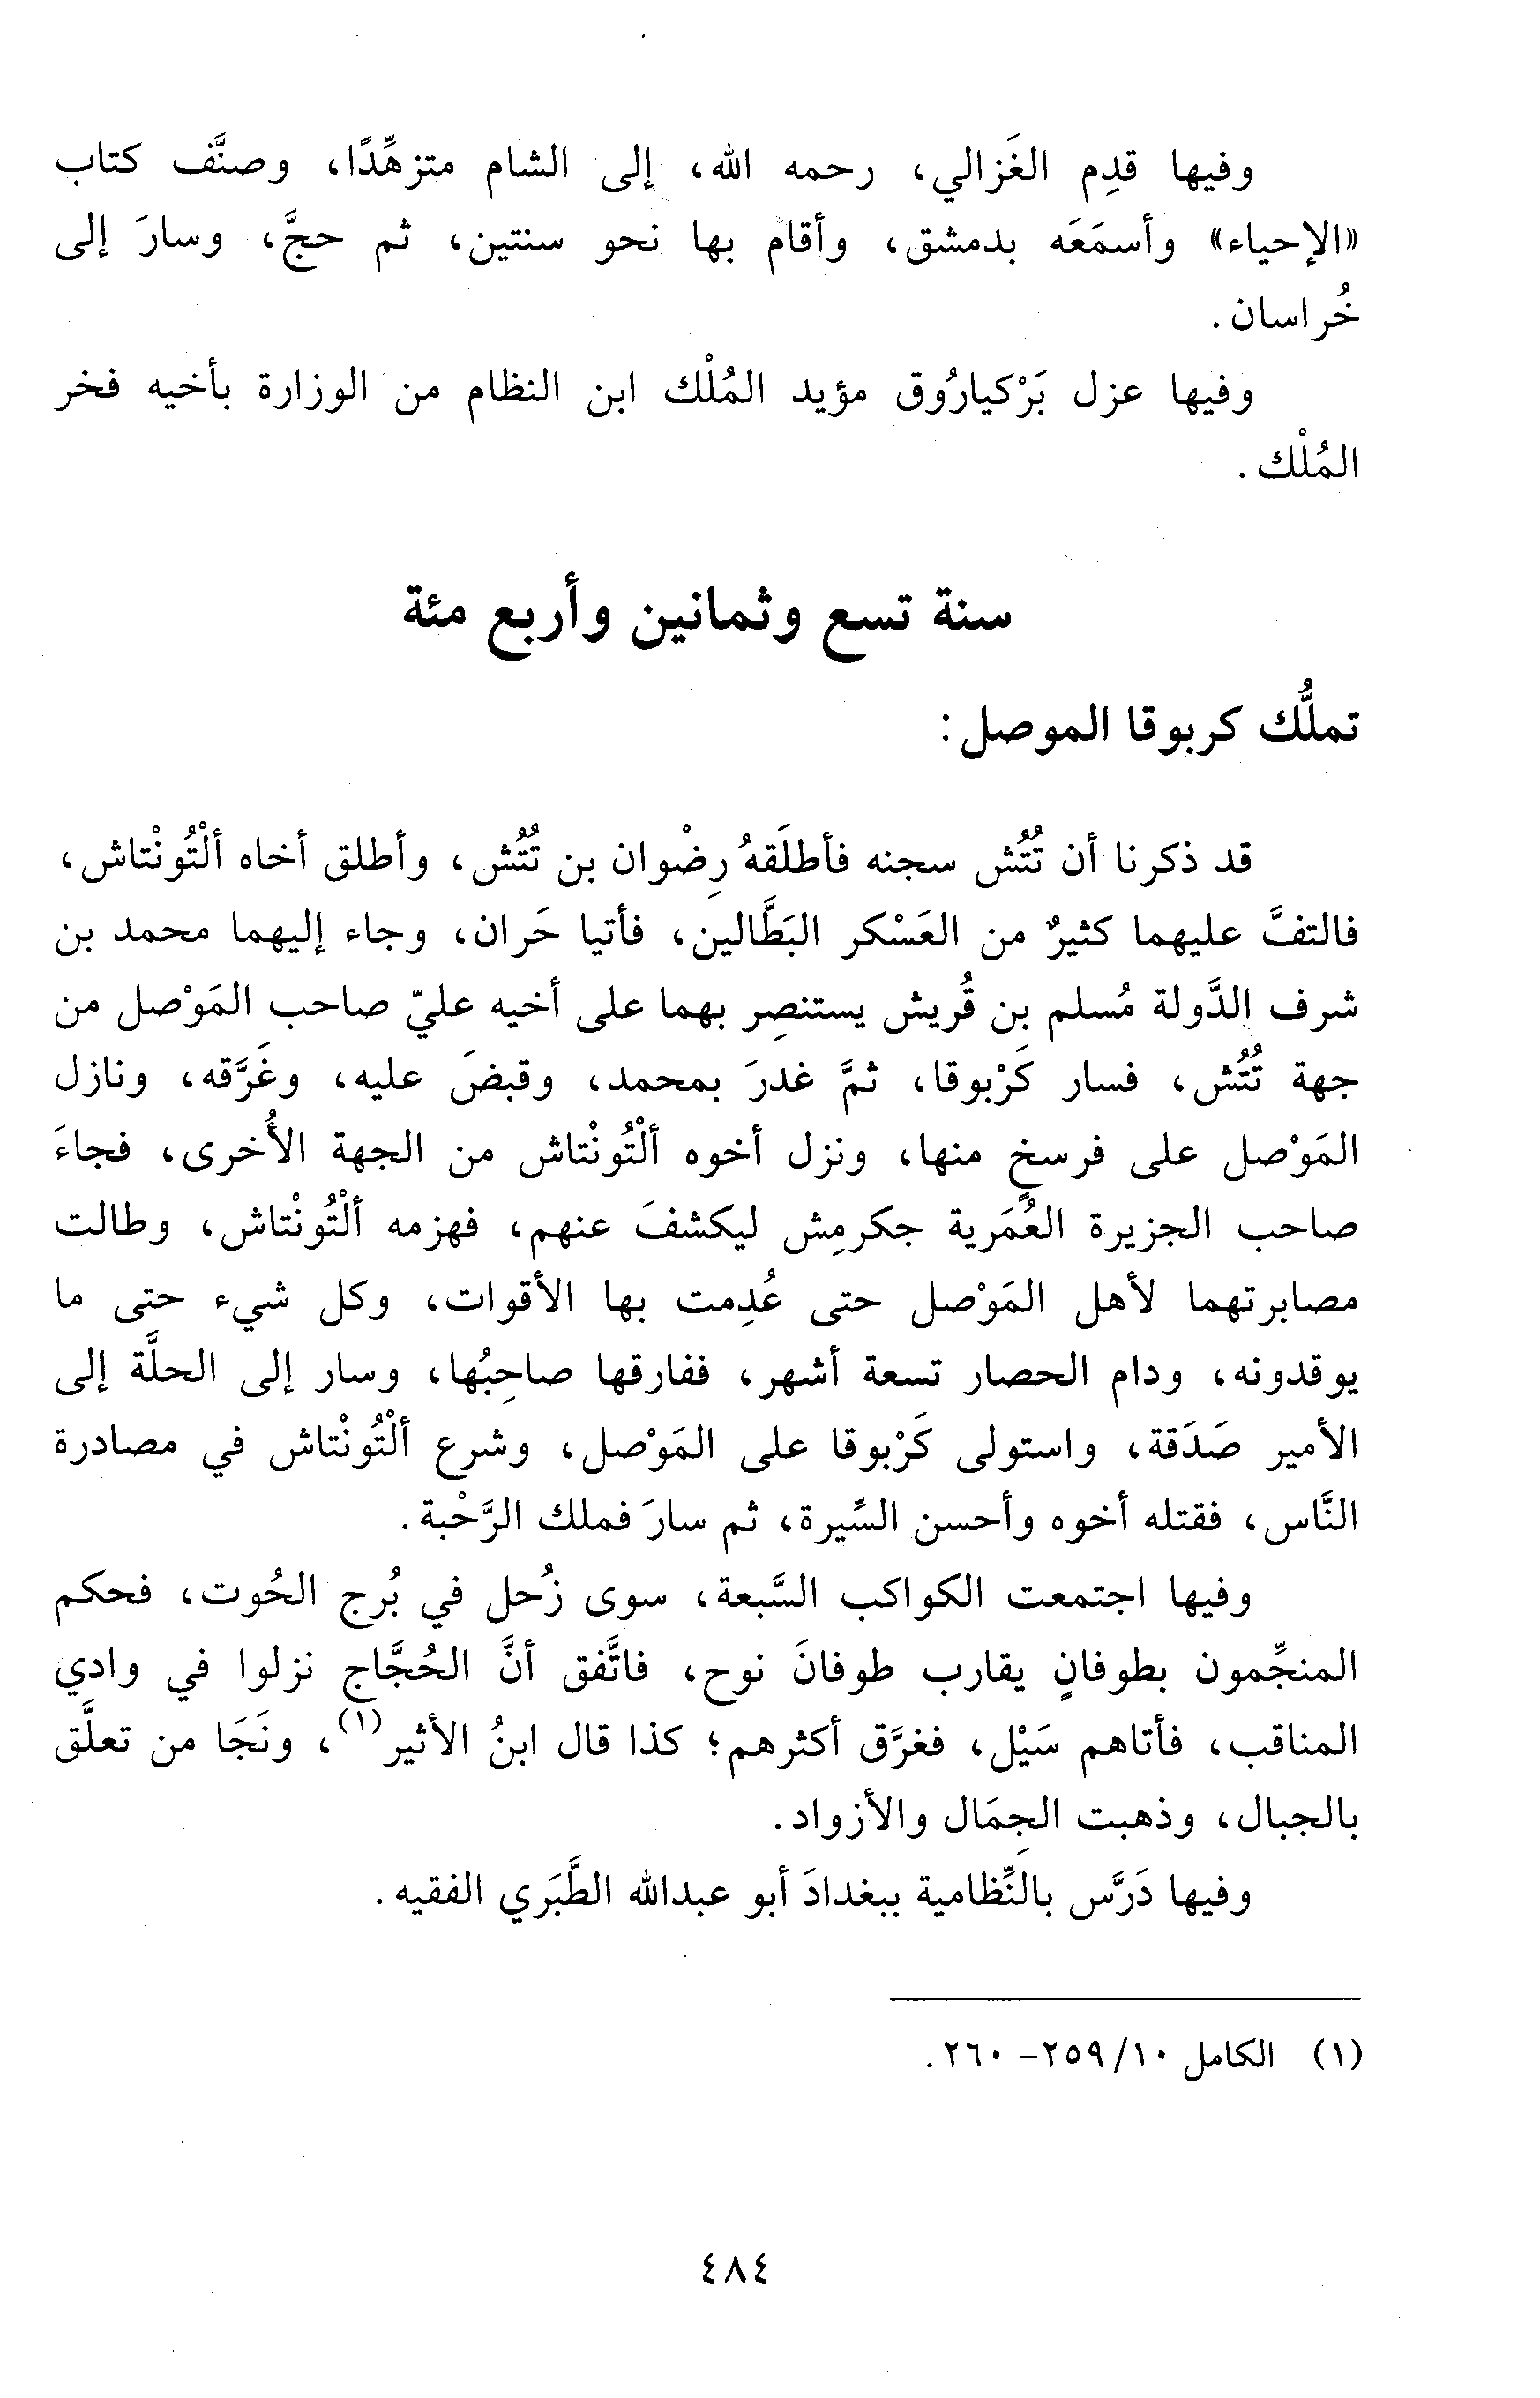 وفيها قدِم الغَزالي، رحمه الله، إلى الشام متزهِّدًا، وصنَّف كتاب
«الإحياء» وأسمَعَه بدمشق، وأقام بها نحو سنتين، ثم حجَّ، وسارَ إلى
خُراسان.
وفيها عزل بَرْكيارُوق مؤيد المُلْك ابن النظام من الوزارة بأخيه فخر
المُلْك.
سنة تسع وثمانين وأربع مئة
تملُّك كربوقا الموصل:
قد ذكرنا أن تُتُش سجنه فأطلَقهُ رِضْوان بن تُتُش، وأطلق أخاه ألْتُونْتاش،
فالتفَّ عليهما كثيرٌ من العَسْكر البَطَّالين، فأتيا حَران، وجاء إليهما محمد بن
شرف الدَّولة مُسلم بن قُريش يستنصِر بهما على أخيه عليّ صاحب المَوْصل من
جهة تُتُش، فسار كَرْبوقا، ثمَّ غدرَ بمحمد، وقبضَ عليه، وغَرَّقه، ونازل
المَوْصل على فرسخٍ منها، ونزل أخوه ألْتُونْتاش من الجهة الأُخرى، فجاءَ
صاحب الجزيرة العُمَرية جكرمِش ليكشفَ عنهم، فهزمه ألْتُونْتاش، وطالت
مصابرتهما لأهل المَوْصل حتى عُدِمت بها الأقوات، وكل شيء حتى ما
يوقدونه، ودام الحصار تسعة أشهر، ففارقها صاحِبُها، وسار إلى الحلَّة إلى
الأمير صَدَقة، واستولى كَرْبوقا على المَوْصل، وشرع ألْتُونْتاش في مصادرة
النَّاس، فقتله أخوه وأحسن السِّيرة، ثم سارَ فملك الرَّحْبة.
وفيها اجتمعت الكواكب السَّبعة، سوى زُحل في بُرج الحُوت، فحكم
المنجِّمون بطوفانٍ يقارب طوفانَ نوح، فاتَّفق أنَّ الحُجَّاج نزلوا في وادي
المناقب، فأتاهم سَيْل، فغرَّق أكثرهم؛ كذا قال ابنُ الأثير(١)، ونَجَا من تعلَّق
بالجبال، وذهبت الجِمَال والأزواد.
وفيها دَرَّس بالنِّظامية ببغدادَ أبو عبدالله الطَّبَري الفقيه.
(١) الكامل ١٠/ ٢٥٩- ٢٦٠.
٤٨٤